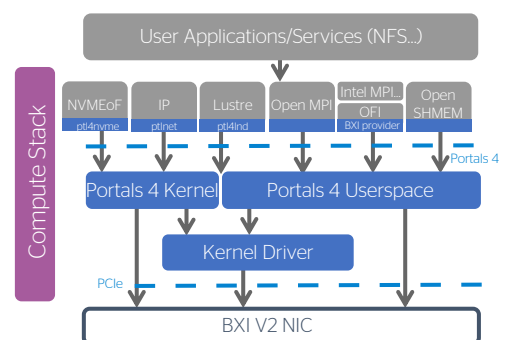 User Applications/Services (NFS...)
Compute Stack
NVMEoF
ptl4nvme
IP
ptlnet
Lustre
ptl4lnd
Open MPI
Intel MPI...
OFI
BXI provider
Open
SHMEM
Portals 4
Portals 4 Kernel
Portals 4 Userspace
Kernel Driver
PCIe
BXI V2 NIC